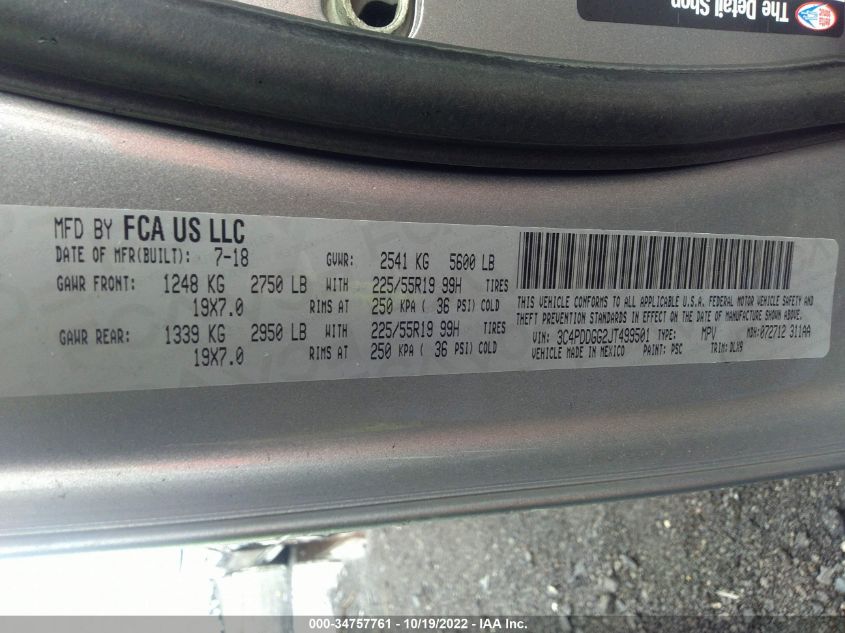 The Detail Shop
MFD BY FCA US LLC
DATE OF MFR(BUILT): 7-18 GVWR: 2541 KG 5600 LB
GAWR FRONT: 1248 KG 2750 LB WITH 225/55R19 99H TIRES
19X7.0 RIMS AT 250 KPA ( 36 PSI) COLD
GAWR REAR: 1339 KG 2950 LB WITH 225/55R19 99H TIRES
19X7.0 RIMS AT 250 KPA ( 36 PSI) COLD
THIS VEHICLE CONFORMS TO ALL APPLICABLE U.S.A. FEDERAL MOTOR VEHICLE SAFETY AND
THEFT PREVENTION STANDARDS IN EFFECT ON THE DATE OF MANUFACTURE SHOWN ABOVE.
VIN: 3C4PDDGG2JT499501 TYPE: MPV MDH: 072712 311AA
VEHICLE MADE IN MEXICO PAINT: PSC TRIM: DLX9
000-34757761 - 10/19/2022 - IAA Inc.